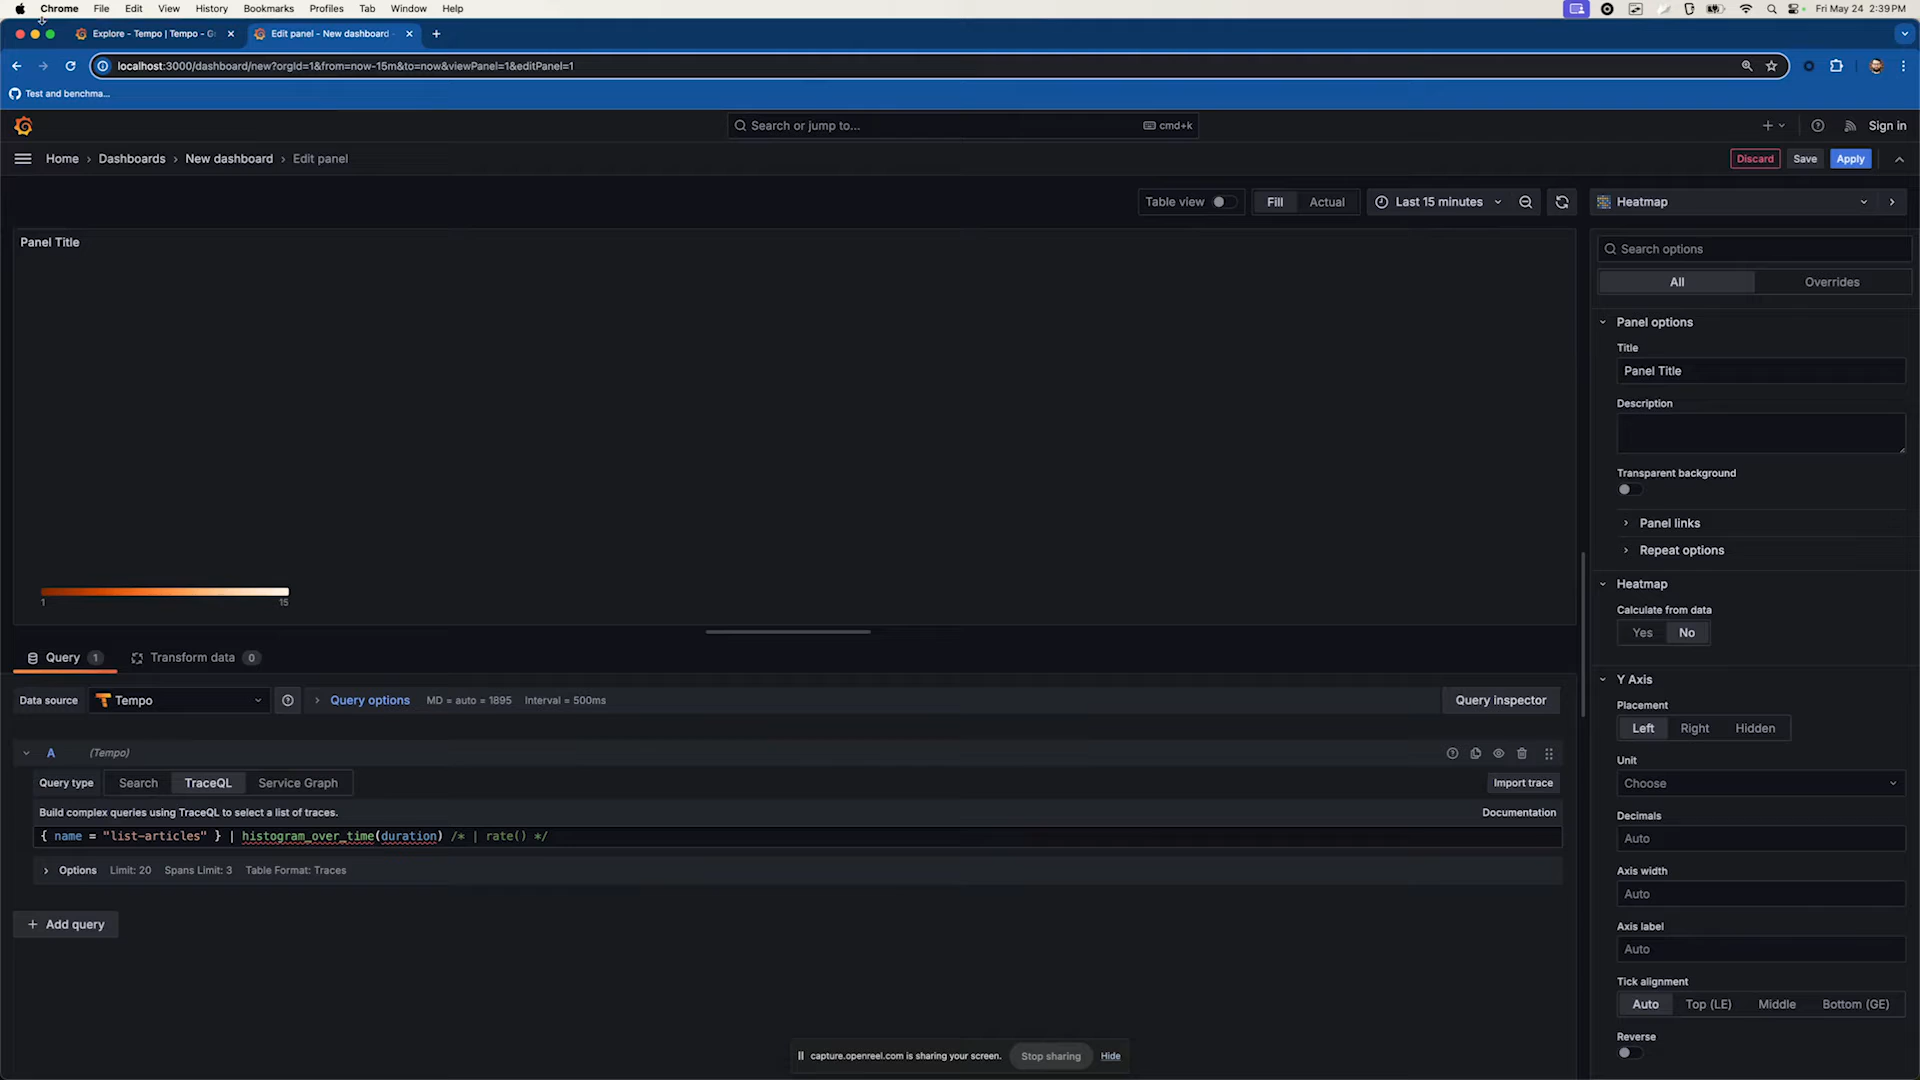 Chrome File Edit View History Bookmarks Profiles Tab Window Help Fri May 24 2:39 PM
Explore - Tempo | Tempo - G Edit panel - New dashboard -
localhost:3000/dashboard/new?orgId=1&from=now-15m&to=now&viewPanel=1&editPanel=1
Test and benchma...
Search or jump to... cmd+k Sign in
Home › Dashboards › New dashboard › Edit panel Discard Save Apply
Table view Fill Actual Last 15 minutes Heatmap
Panel Title
Search options
All Overrides
Panel options
Title
Panel Title
Description
Transparent background
Panel links
Repeat options
Heatmap
Calculate from data
Yes No
1 15
Query 1 Transform data 0
Y Axis
Placement
Left Right Hidden
Data source Tempo Query options MD = auto = 1895 Interval = 500ms Query inspector
A (Tempo)
Unit
Choose
Query type Search TraceQL Service Graph Import trace
Build complex queries using TraceQL to select a list of traces. Documentation
{ name = "list-articles" } | histogram_over_time(duration) /* | rate() */
Options Limit: 20 Spans Limit: 3 Table Format: Traces
Decimals
Auto
Axis width
Auto
+ Add query
Axis label
Auto
Tick alignment
Auto Top (LE) Middle Bottom (GE)
Reverse
capture.openreel.com is sharing your screen. Stop sharing Hide